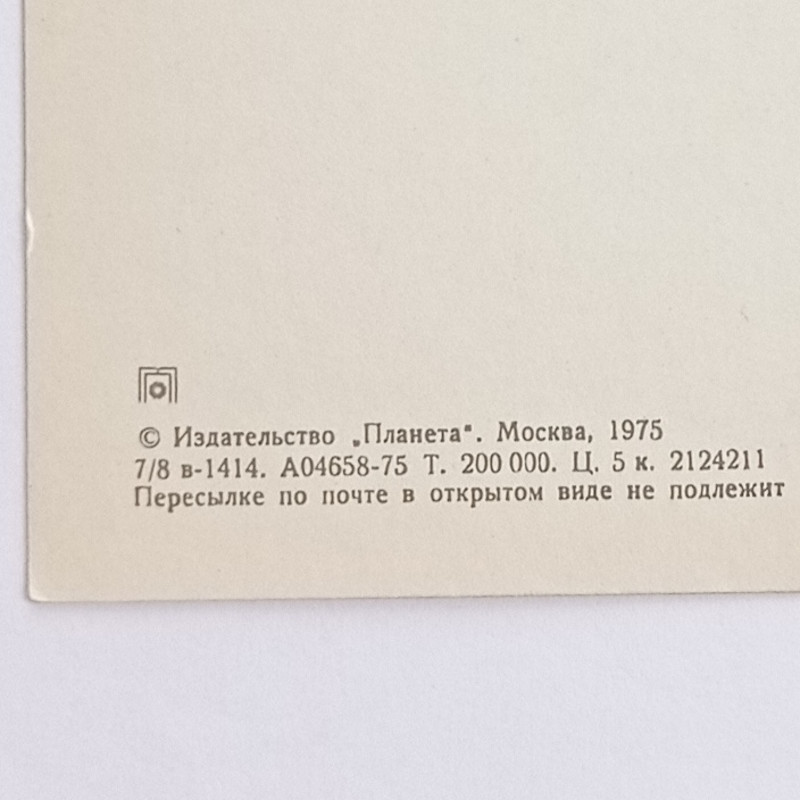 © Издательство „Планета“. Москва, 1975
7/8 в-1414. А04658-75 Т. 200 000. Ц. 5 к. 2124211
Пересылке по почте в открытом виде не подлежит